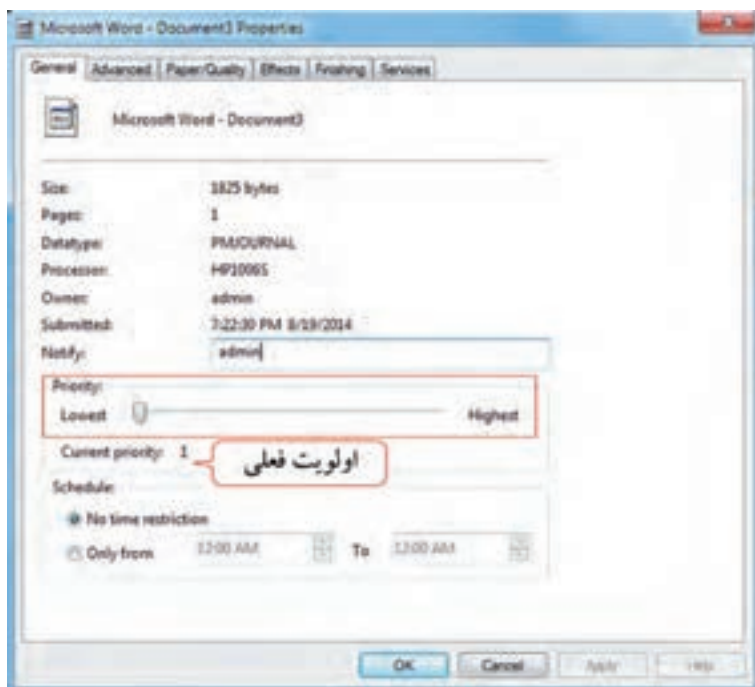 Microsoft Word - Document3 Properties
General Advanced Paper/Quality Effects Finishing Services
Microsoft Word - Document3
Size: 1825 bytes
Pages: 1
Datatype: PMJOURNAL
Processor: HP1006S
Owner: admin
Submitted: 7:22:30 PM 8/19/2014
Notify: admin
Priority:
Lowest Highest
Current priority: 1
اولویت فعلی
Schedule:
No time restriction
Only from 12:00 AM To 12:00 AM
OK Cancel Apply Help